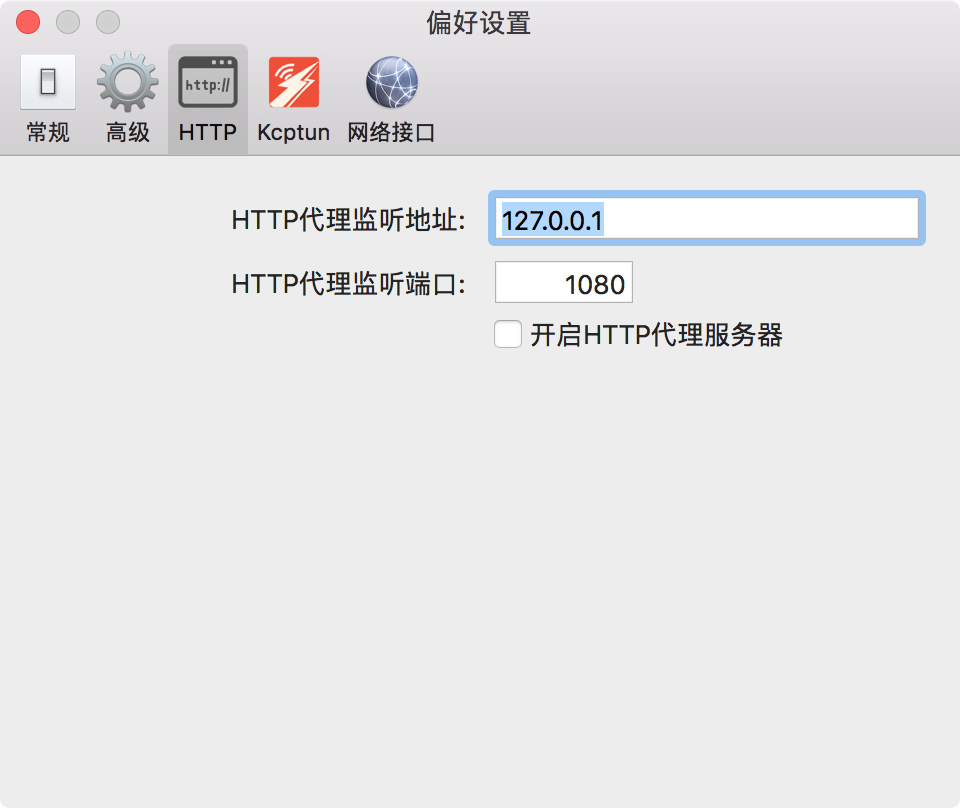 偏好设置
http://
常规 高级 HTTP Kcptun 网络接口
HTTP代理监听地址: 127.0.0.1
HTTP代理监听端口: 1080
开启HTTP代理服务器